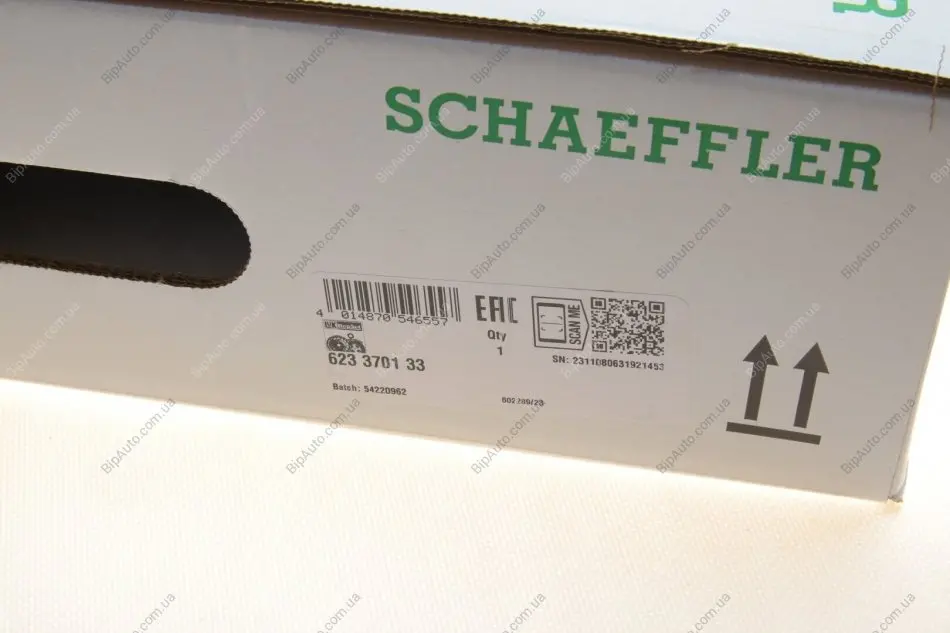 SCHAEFFLER
4 014870 546557
EAC
Qty
1
SCAN ME
623 3701 33
SN: 2311080631921453
Batch: 54220962
BipAuto.com.ua